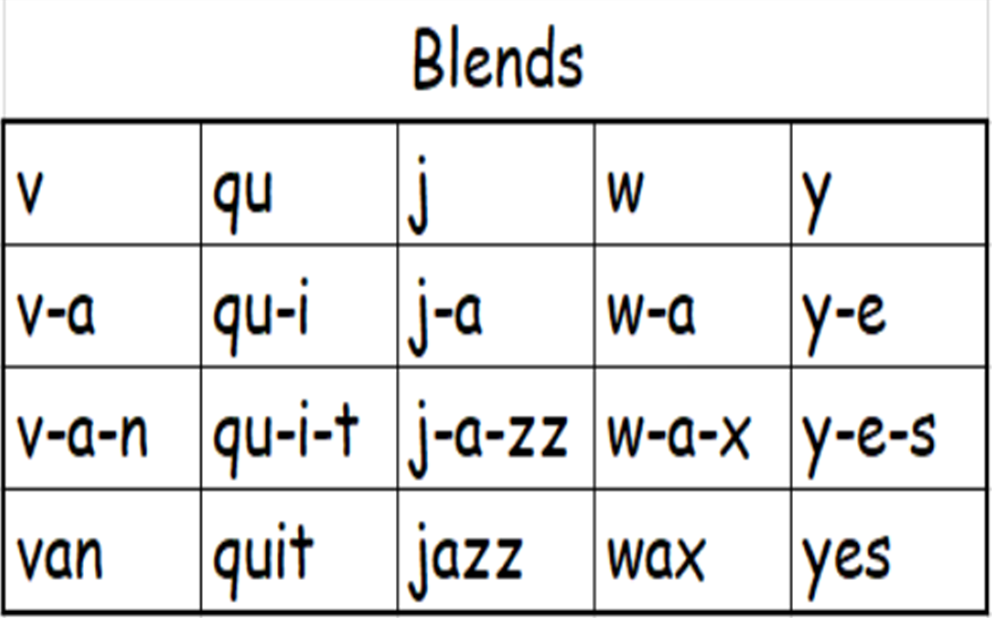 Blends
v qu j w y
v-a qu-i j-a w-a y-e
v-a-n qu-i-t j-a-zz w-a-x y-e-s
van quit jazz wax yes